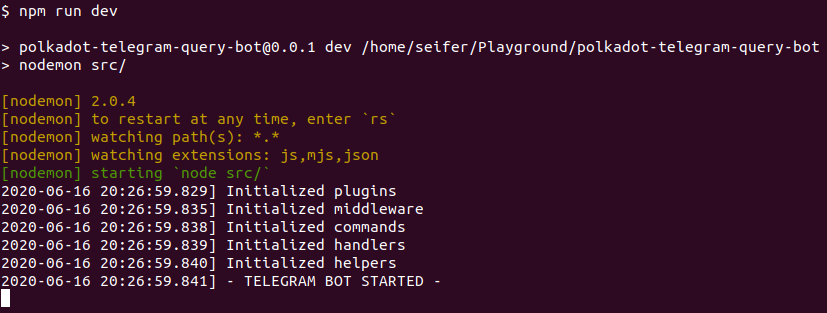 $ npm run dev
> polkadot-telegram-query-bot@0.0.1 dev /home/seifer/Playground/polkadot-telegram-query-bot
> nodemon src/
[nodemon] 2.0.4
[nodemon] to restart at any time, enter `rs`
[nodemon] watching path(s): *.*
[nodemon] watching extensions: js,mjs,json
[nodemon] starting `node src/`
2020-06-16 20:26:59.829] Initialized plugins
2020-06-16 20:26:59.835] Initialized middleware
2020-06-16 20:26:59.838] Initialized commands
2020-06-16 20:26:59.839] Initialized handlers
2020-06-16 20:26:59.840] Initialized helpers
2020-06-16 20:26:59.841] - TELEGRAM BOT STARTED -